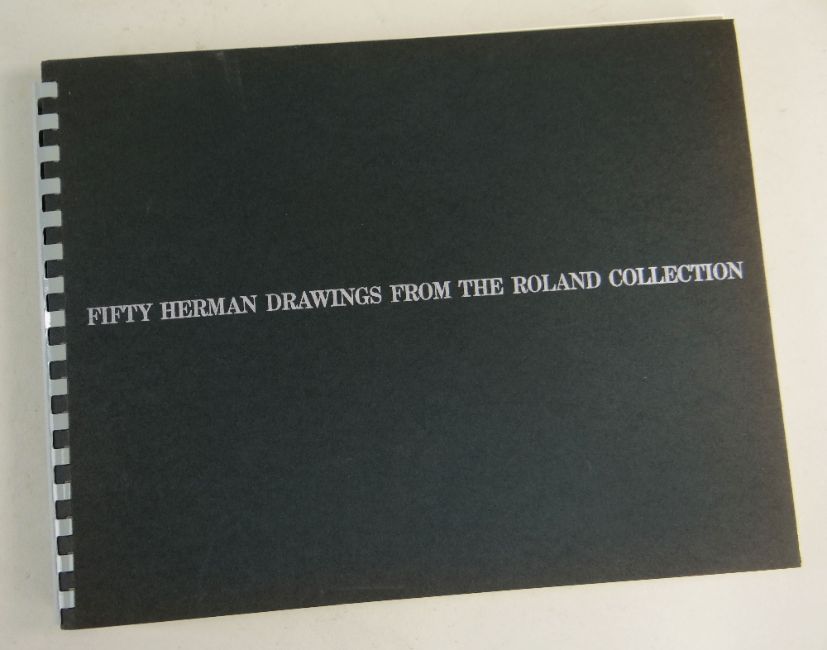 FIFTY HERMAN DRAWINGS FROM THE ROLAND COLLECTION